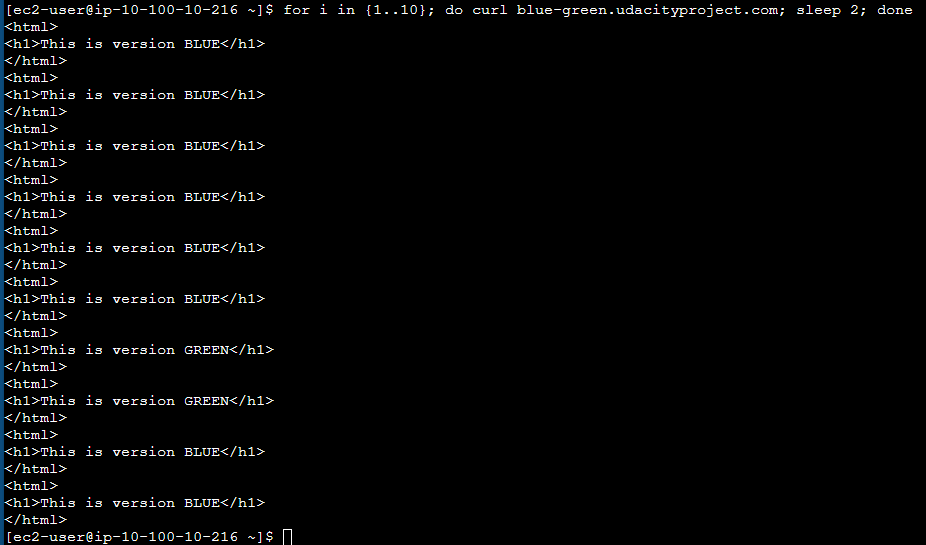 [ec2-user@ip-10-100-10-216 ~]$ for i in {1..10}; do curl blue-green.udacityproject.com; sleep 2; done
<html>
<h1>This is version BLUE</h1>
</html>
<html>
<h1>This is version BLUE</h1>
</html>
<html>
<h1>This is version BLUE</h1>
</html>
<html>
<h1>This is version BLUE</h1>
</html>
<html>
<h1>This is version BLUE</h1>
</html>
<html>
<h1>This is version BLUE</h1>
</html>
<html>
<h1>This is version GREEN</h1>
</html>
<html>
<h1>This is version GREEN</h1>
</html>
<html>
<h1>This is version BLUE</h1>
</html>
<html>
<h1>This is version BLUE</h1>
</html>
[ec2-user@ip-10-100-10-216 ~]$